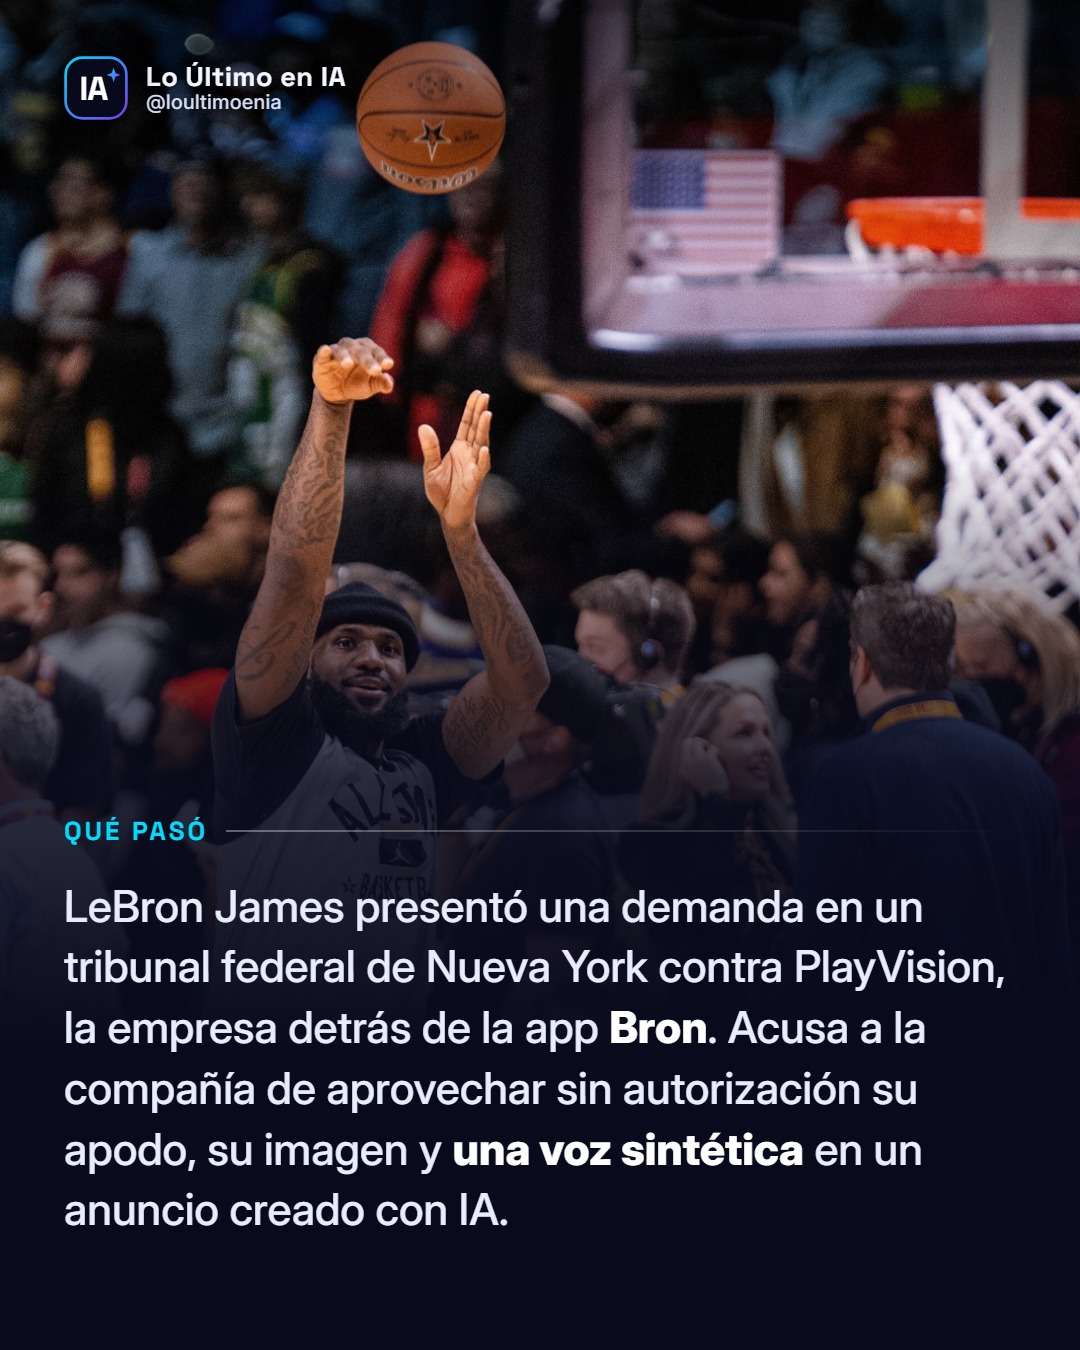 IA
Lo Último en IA
@loultimoenia
QUÉ PASÓ
LeBron James presentó una demanda en un
tribunal federal de Nueva York contra PlayVision,
la empresa detrás de la app Bron. Acusa a la
compañía de aprovechar sin autorización su
apodo, su imagen y una voz sintética en un
anuncio creado con IA.